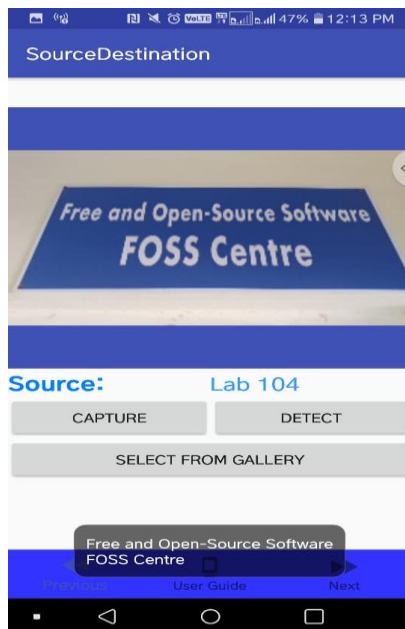 VoLTE 47% 12:13 PM
SourceDestination
Free and Open-Source Software
FOSS Centre
Source: Lab 104
CAPTURE DETECT
SELECT FROM GALLERY
Free and Open-Source Software
FOSS Centre
Previous User Guide Next